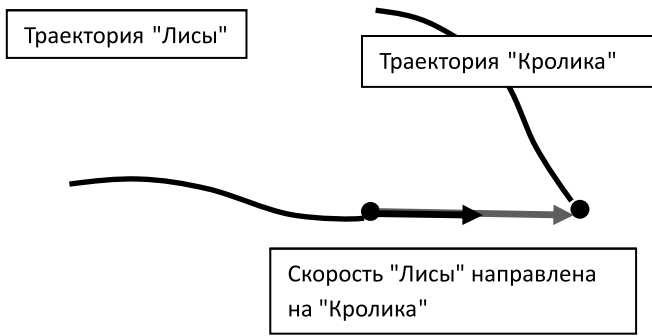 Траектория "Лисы"
Траектория "Кролика"
Скорость "Лисы" направлена
на "Кролика"